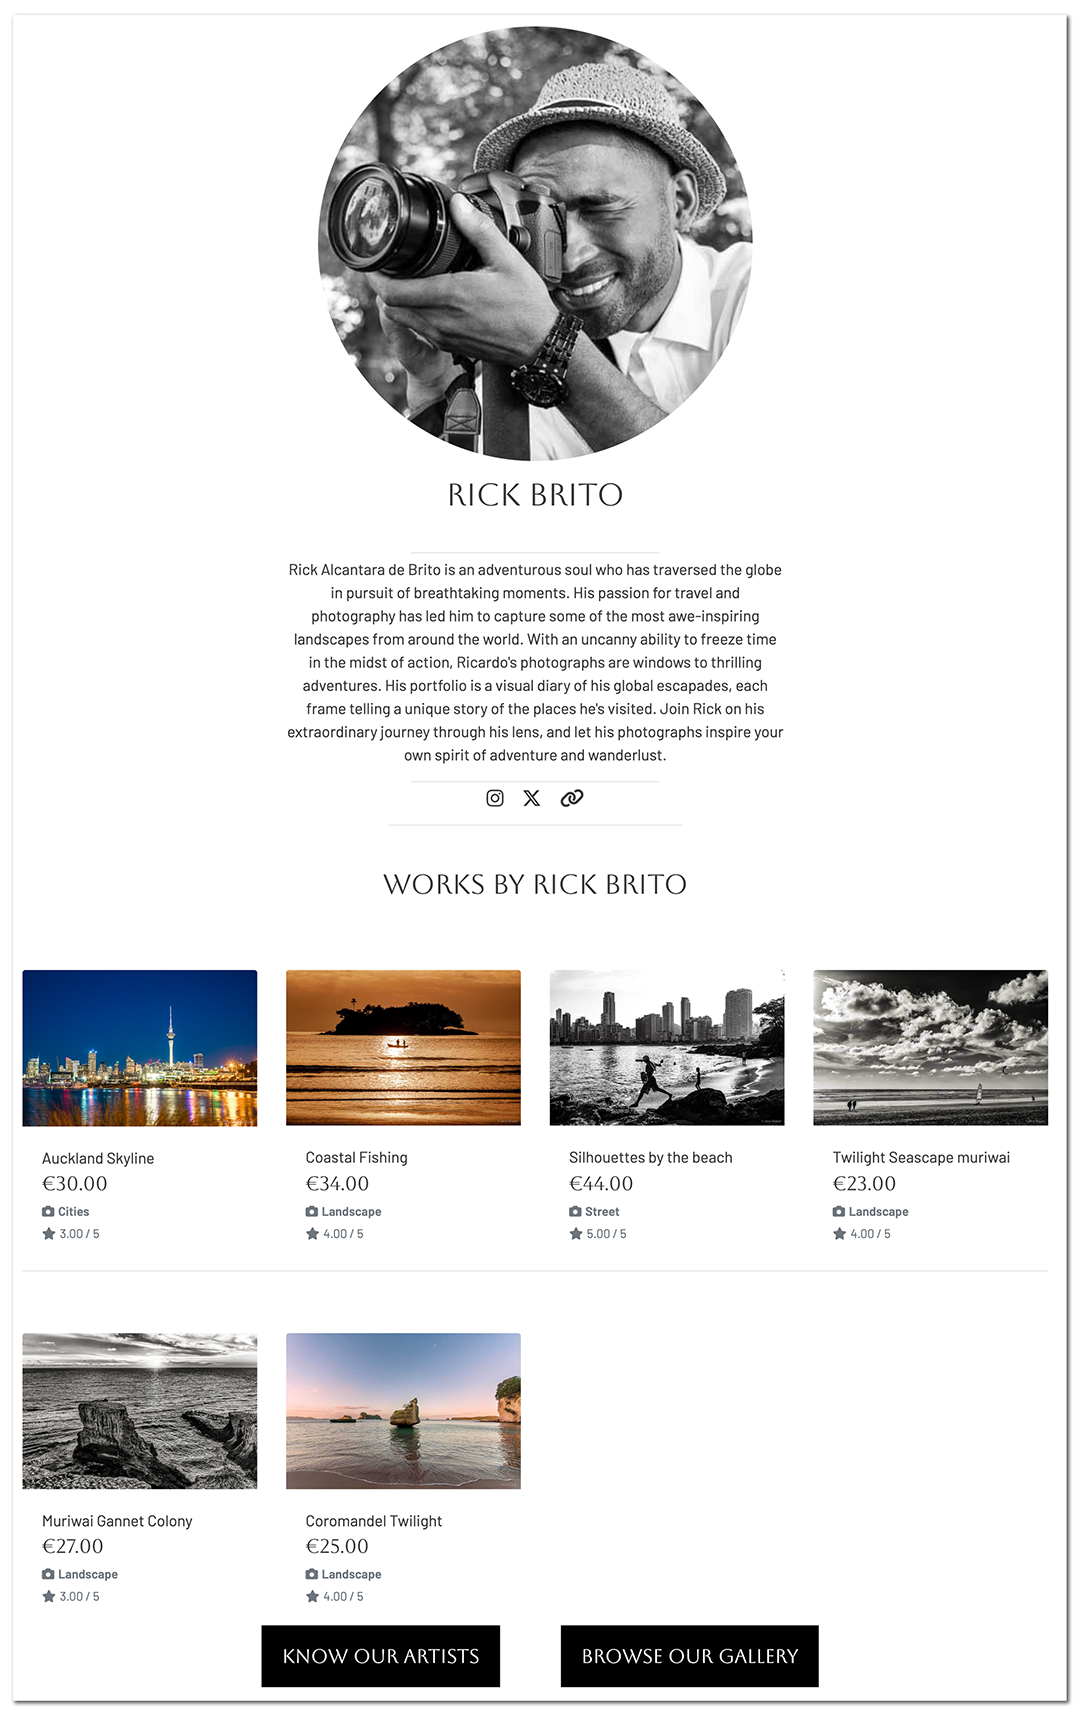 RICK BRITO
Rick Alcantara de Brito is an adventurous soul who has traversed the globe
in pursuit of breathtaking moments. His passion for travel and
photography has led him to capture some of the most awe-inspiring
landscapes from around the world. With an uncanny ability to freeze time
in the midst of action, Ricardo's photographs are windows to thrilling
adventures. His portfolio is a visual diary of his global escapades, each
frame telling a unique story of the places he's visited. Join Rick on his
extraordinary journey through his lens, and let his photographs inspire your
own spirit of adventure and wanderlust.
WORKS BY RICK BRITO
Auckland Skyline
€30.00
Cities
3.00 / 5
Coastal Fishing
€34.00
Landscape
4.00 / 5
Silhouettes by the beach
€44.00
Street
5.00 / 5
Twilight Seascape muriwai
€23.00
Landscape
4.00 / 5
Muriwai Gannet Colony
€27.00
Landscape
3.00 / 5
Coromandel Twilight
€25.00
Landscape
4.00 / 5
KNOW OUR ARTISTS
BROWSE OUR GALLERY